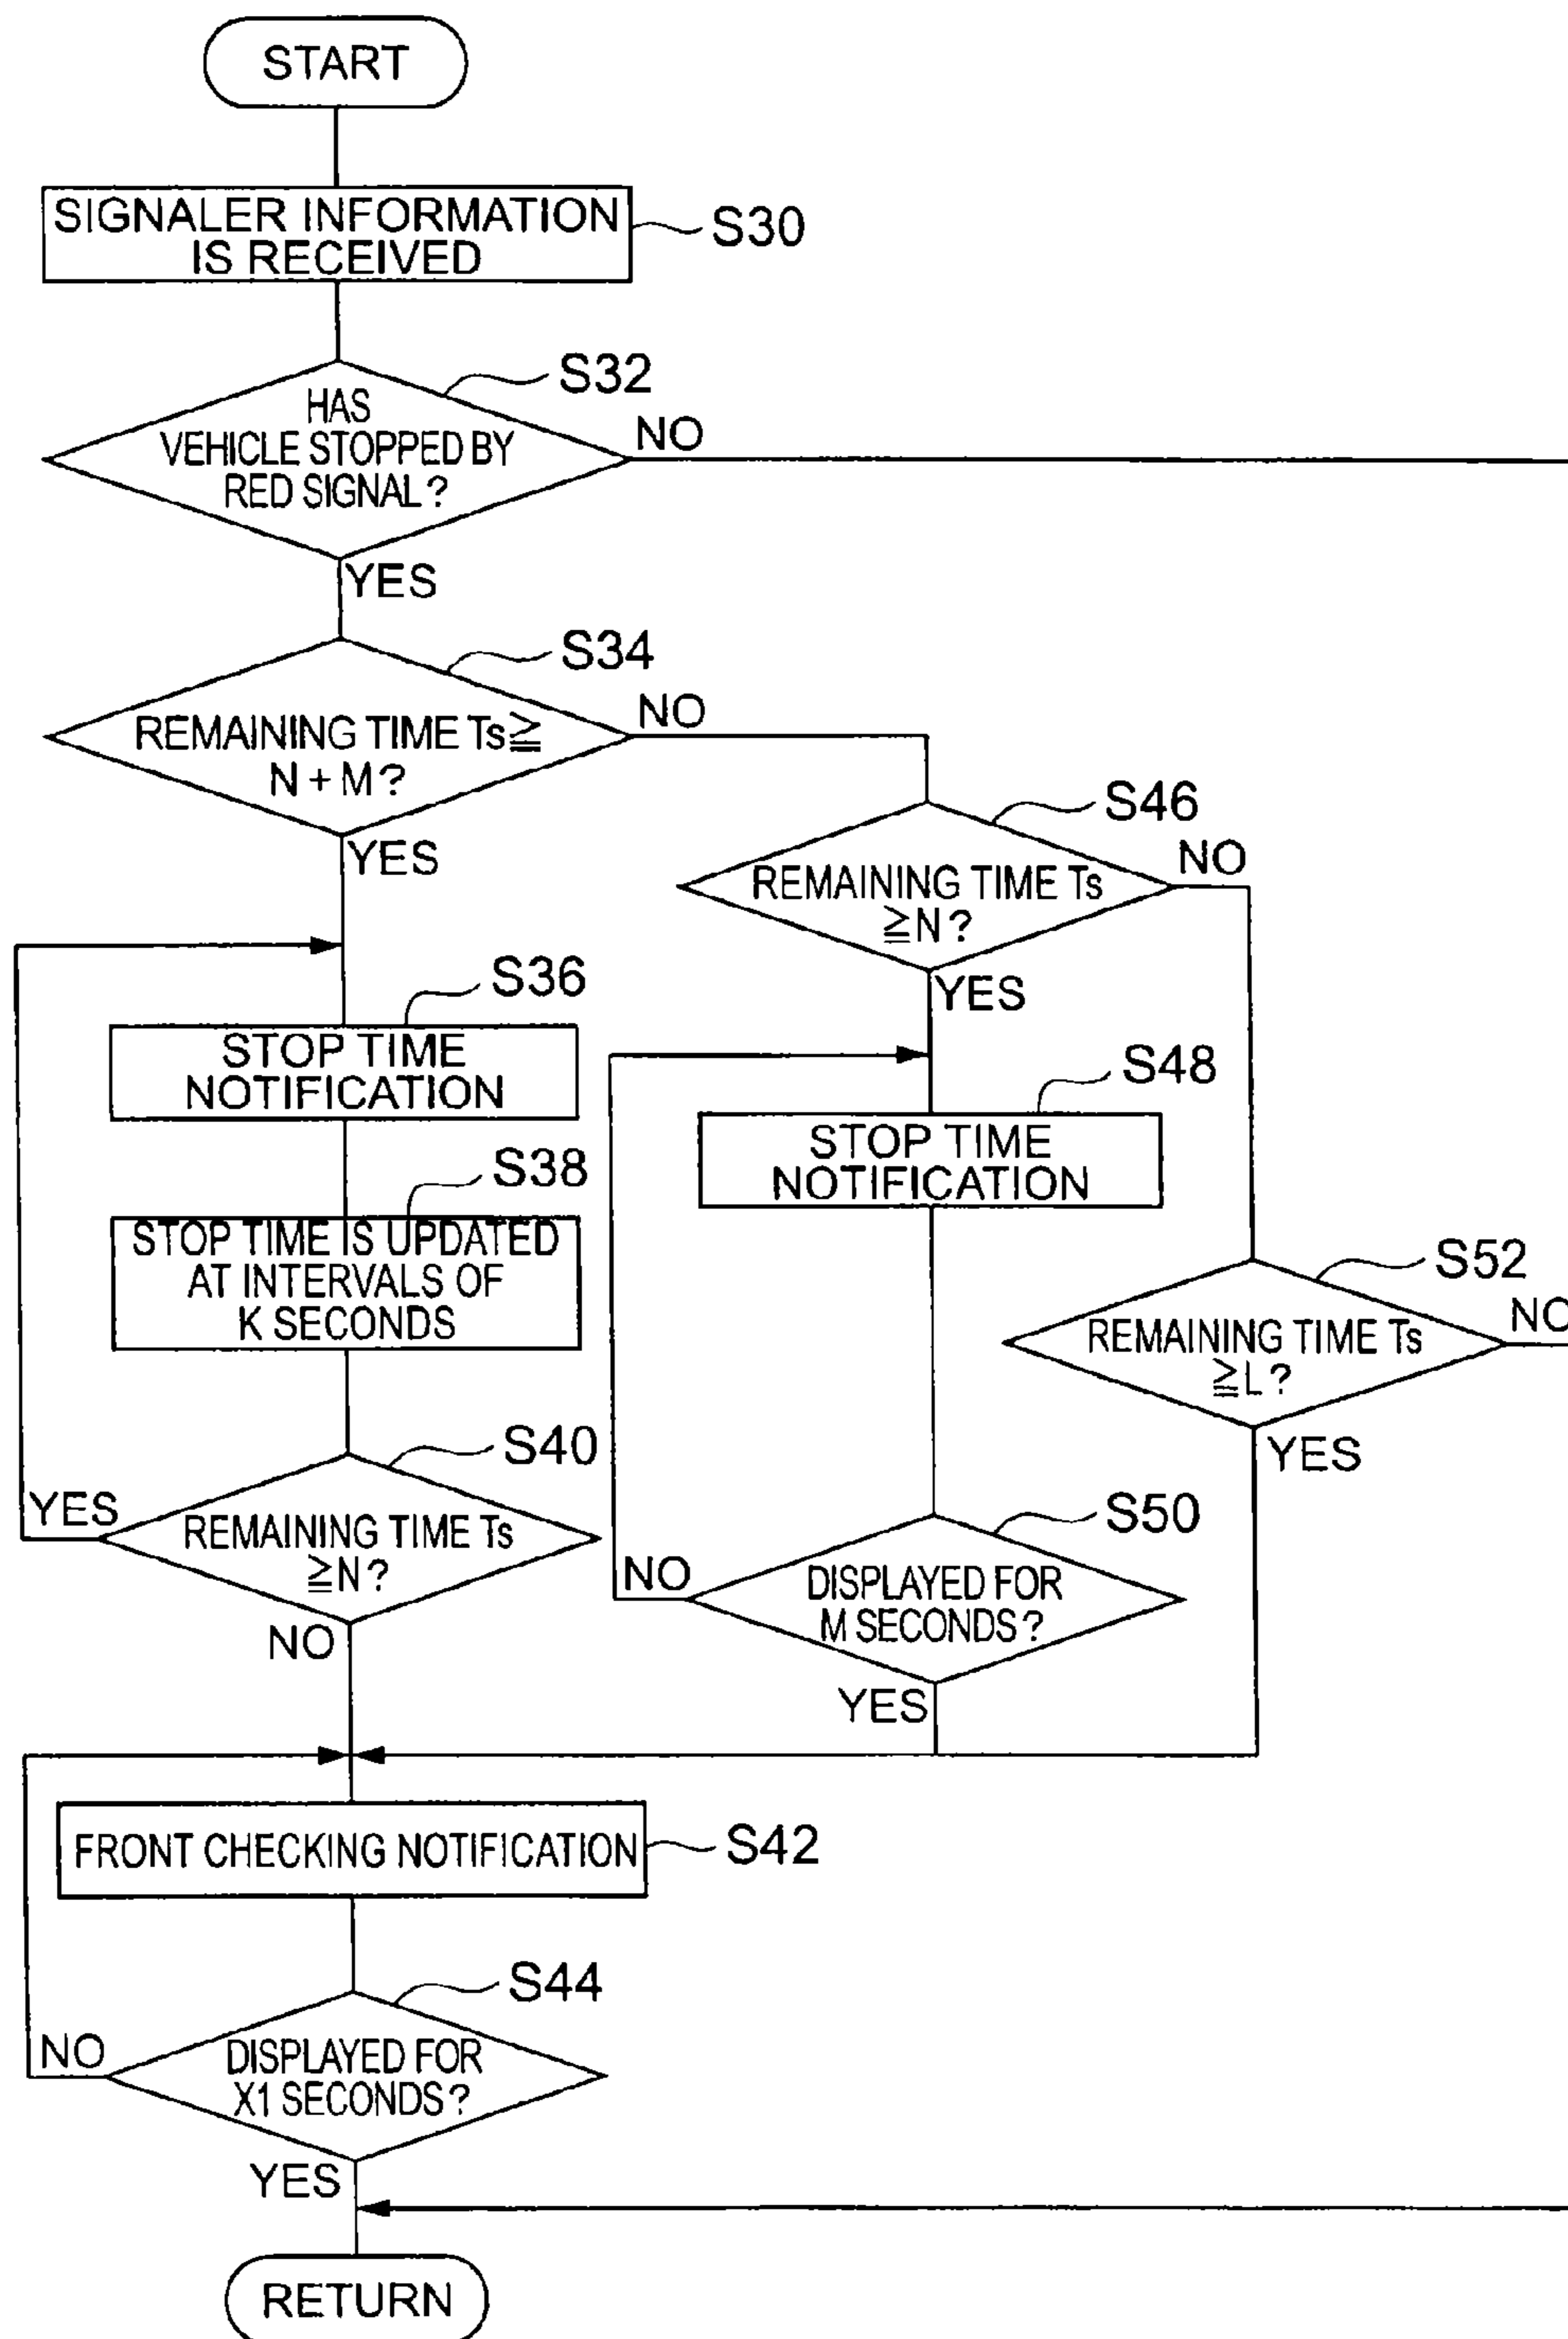 START
SIGNALER INFORMATION
IS RECEIVED
S30
S32
HAS
VEHICLE STOPPED BY
RED SIGNAL?
NO
YES
S34
REMAINING TIME Ts≧
N + M?
NO
YES
S46
REMAINING TIME Ts
≧N?
NO
YES
S36
STOP TIME
NOTIFICATION
S48
STOP TIME
NOTIFICATION
S38
STOP TIME IS UPDATED
AT INTERVALS OF
K SECONDS
S52
REMAINING TIME Ts
≧L?
NO
YES
S40
REMAINING TIME Ts
≧N?
YES
NO
S50
DISPLAYED FOR
M SECONDS?
NO
YES
FRONT CHECKING NOTIFICATION
S42
S44
DISPLAYED FOR
X1 SECONDS?
NO
YES
RETURN